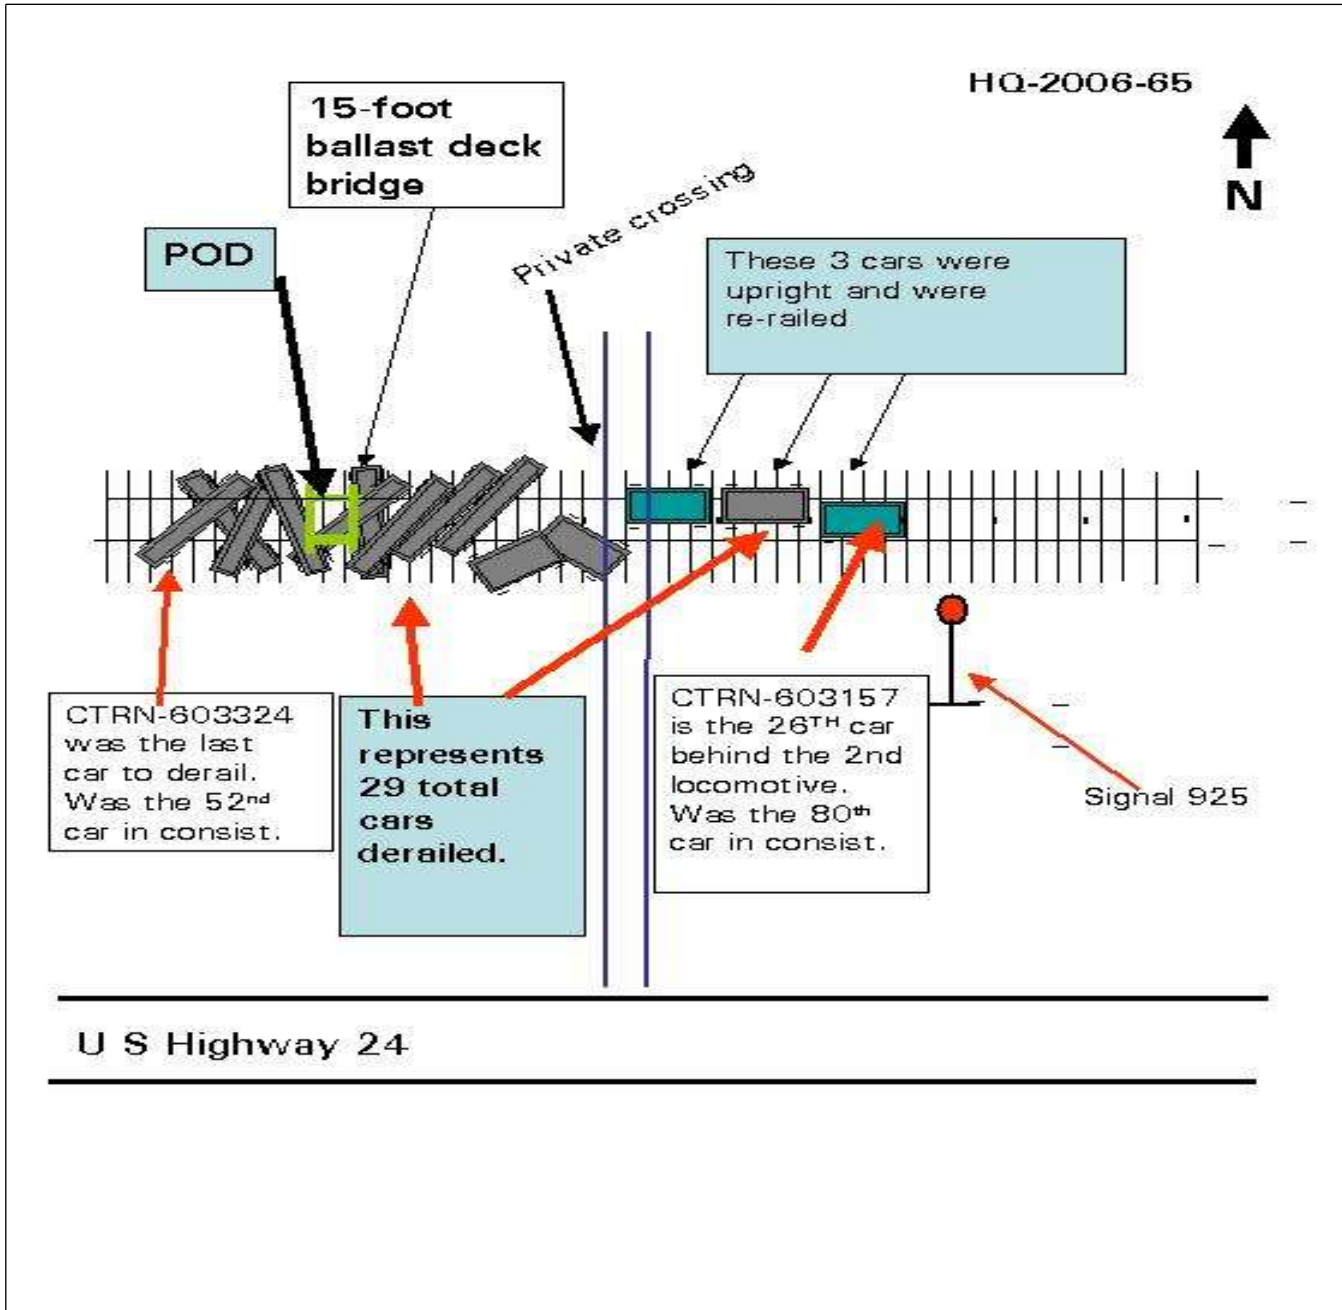 HQ-2006-65
15-foot
ballast deck
bridge
N
Private crossing
POD
These 3 cars were
upright and were
re-railed
CTRN-603324
was the last
car to derail.
Was the 52nd
car in consist.
This
represents
29 total
cars
derailed.
CTRN-603157
is the 26TH car
behind the 2nd
locomotive.
Was the 80th
car in consist.
Signal 925
U S Highway 24